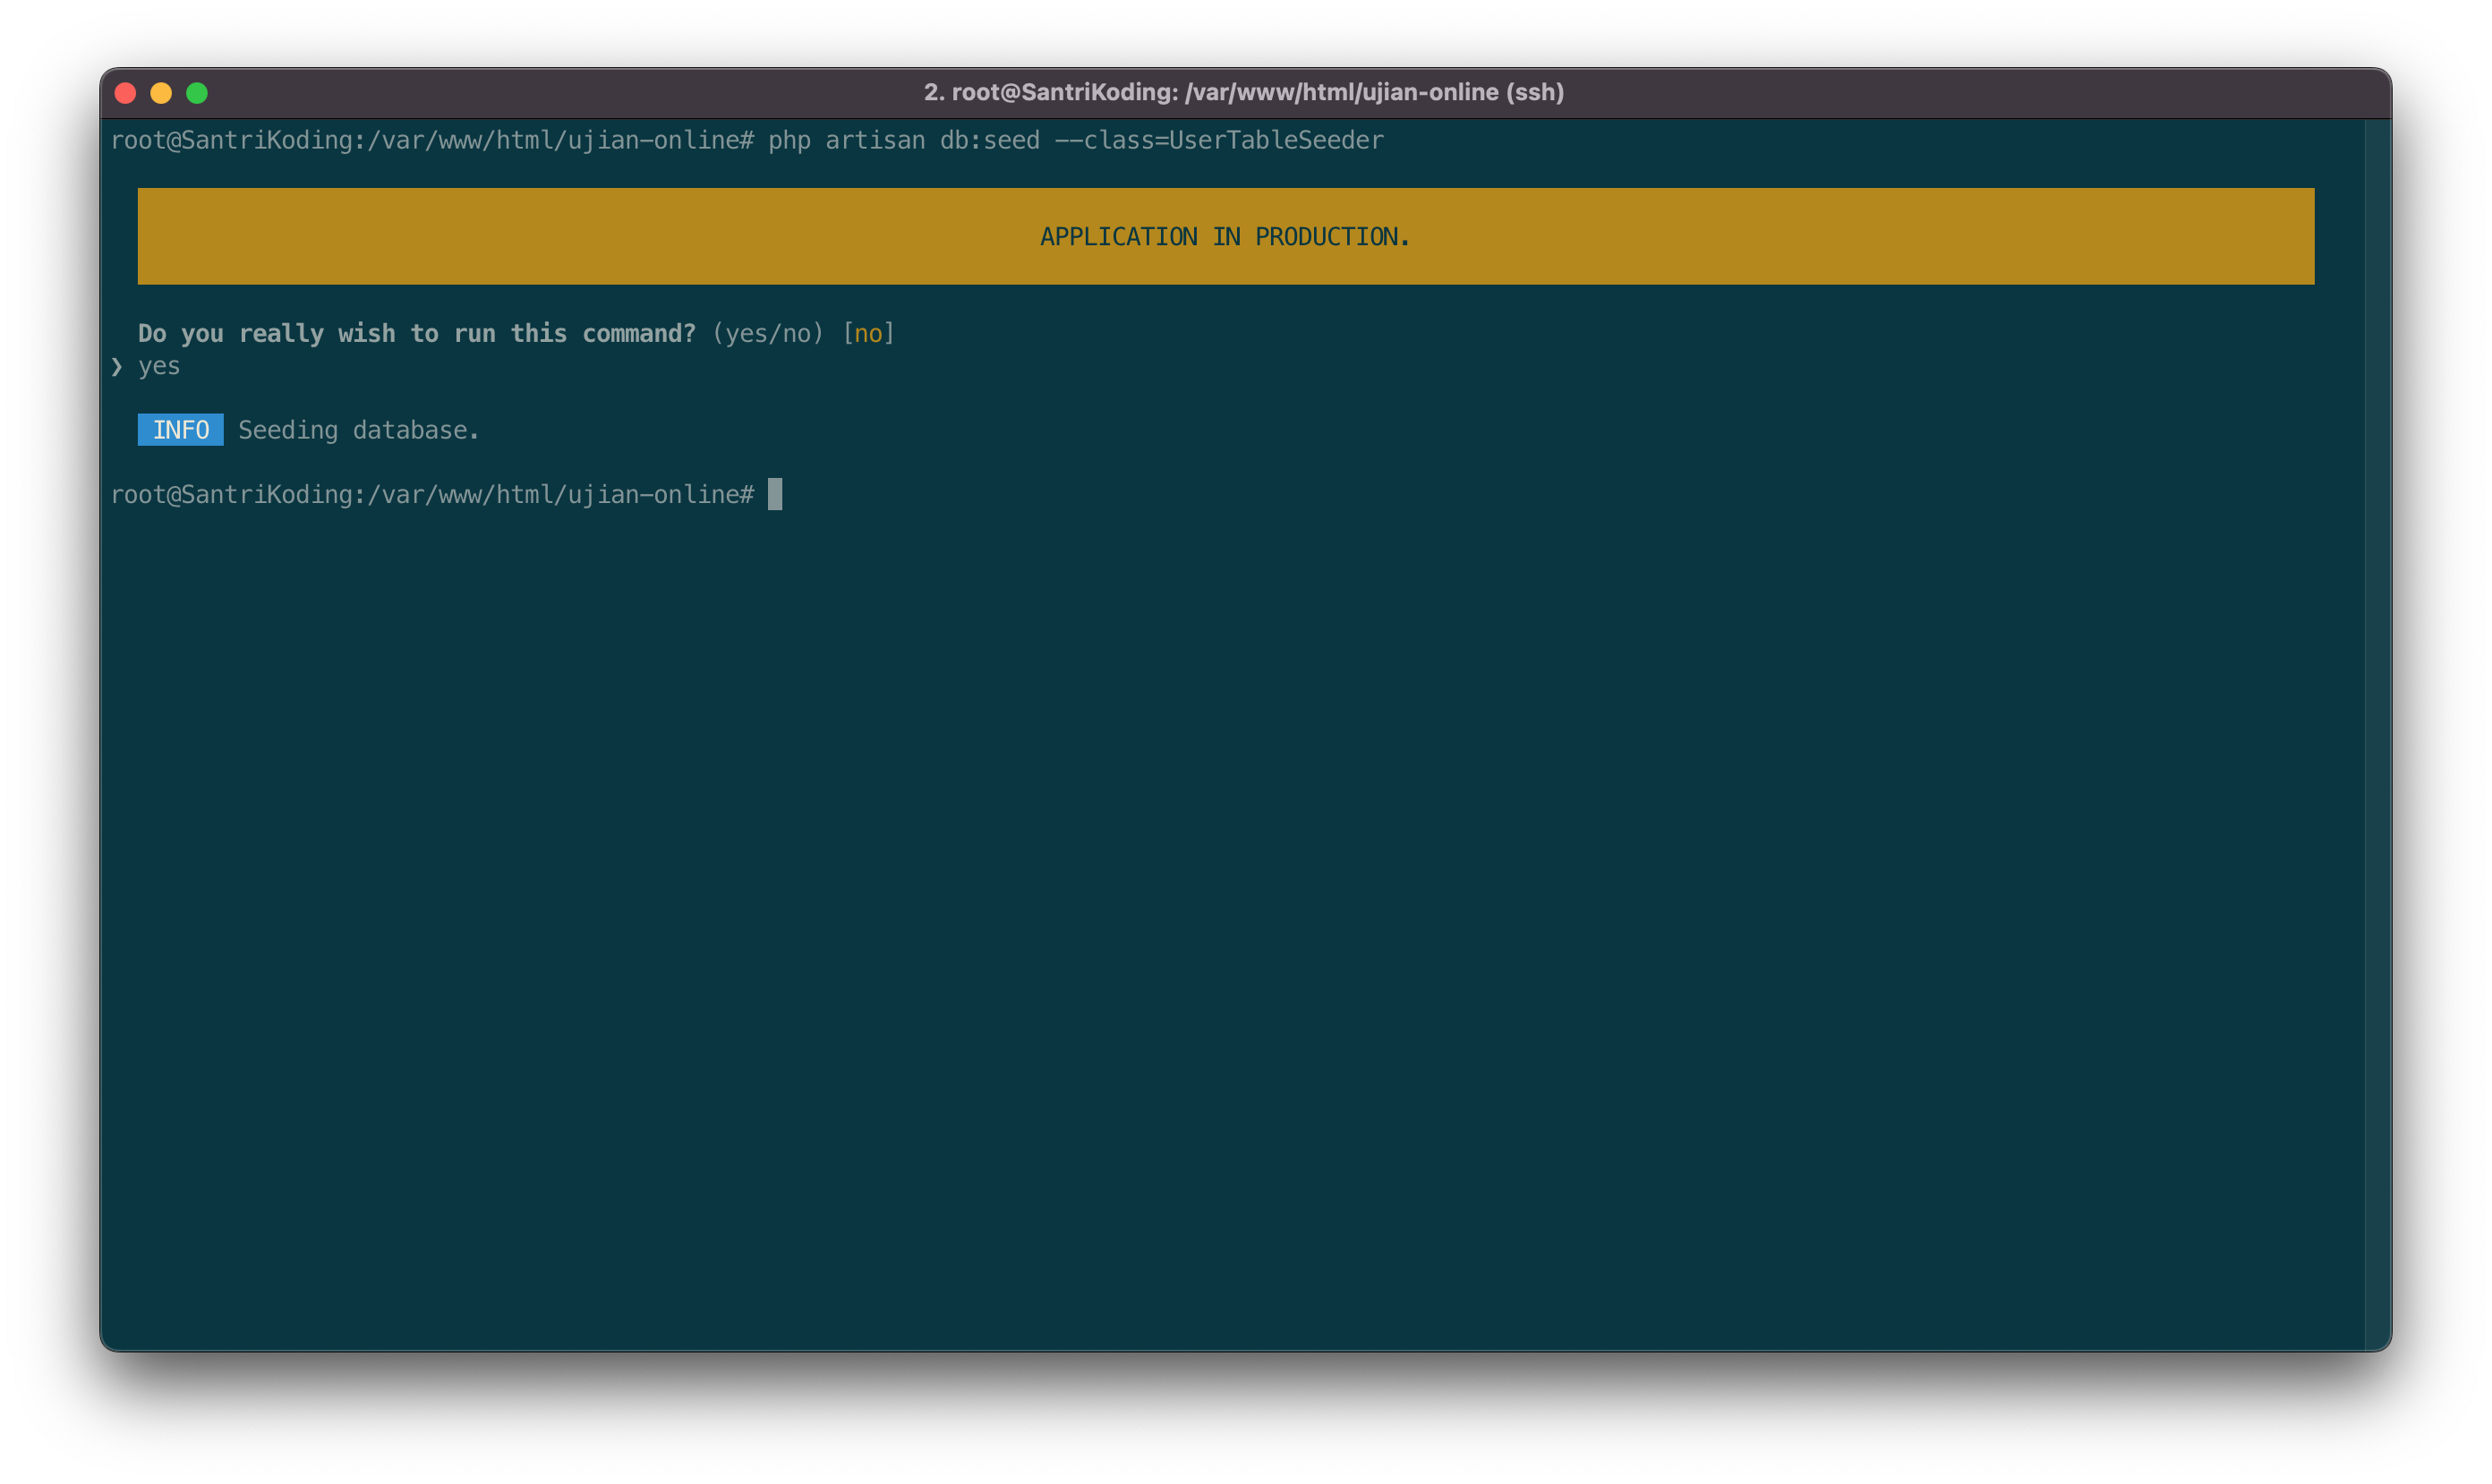 2. root@SantriKoding: /var/www/html/ujian-online (ssh)
root@SantriKoding:/var/www/html/ujian-online# php artisan db:seed --class=UserTableSeeder
APPLICATION IN PRODUCTION.
Do you really wish to run this command? (yes/no) [no]
❯ yes
INFO Seeding database.
root@SantriKoding:/var/www/html/ujian-online#